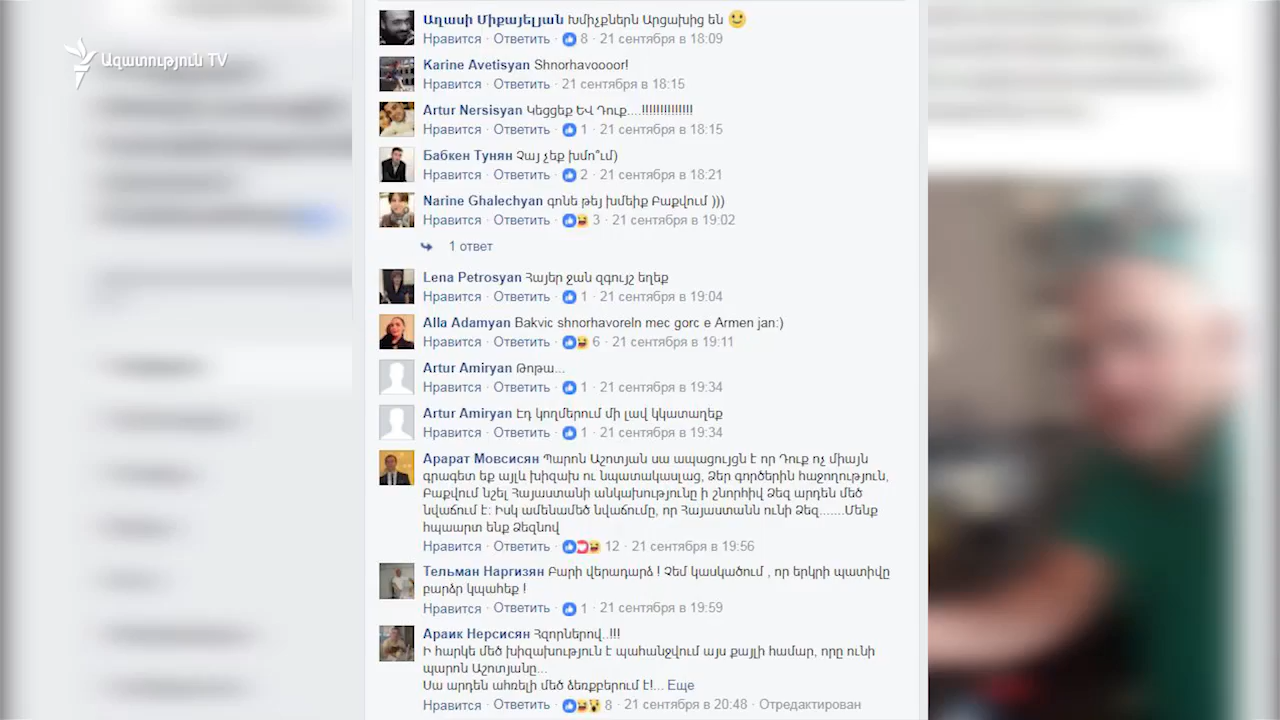 Ազատություն TV
Աղասի Միքայելյան Խմիչքներն Արցախից են
Нравится · Ответить · 8 · 21 сентября в 18:09
Karine Avetisyan Shnorhavoooor!
Нравится · Ответить · 21 сентября в 18:15
Artur Nersisyan Կեցցեք ԵՎ Դուք....!!!!!!!!!!!!!!
Нравится · Ответить · 1 · 21 сентября в 18:15
Бабкен Тунян Չայ չեք խմո՞ւմ)
Нравится · Ответить · 2 · 21 сентября в 18:21
Narine Ghalechyan գոնե թեյ խմեիք Բաքվում )))
Нравится · Ответить · 3 · 21 сентября в 19:02
1 ответ
Lena Petrosyan Հայեր ջան զգույշ եղեք
Нравится · Ответить · 1 · 21 сентября в 19:04
Alla Adamyan Bakvic shnorhavoreln mec gorc e Armen jan:)
Нравится · Ответить · 6 · 21 сентября в 19:11
Artur Amiryan Թոթա...
Нравится · Ответить · 1 · 21 сентября в 19:34
Artur Amiryan Էդ կողմերում մի լավ կկատաղեք
Нравится · Ответить · 1 · 21 сентября в 19:34
Арарат Мовсисян Պարոն Աշոտյան սա ապացույցն է որ Դուք ոչ միայն
գրագետ եք այլև խիզախ ու նպատակասլաց, Ձեր գործերին հաջողություն,
Բաքվում նշել Հայաստանի անկախությունը ի շնորհիվ Ձեզ արդեն մեծ
նվաճում է: Իսկ ամենամեծ նվաճումը, որ Հայաստանն ունի Ձեզ.......Մենք
հպաարտ ենք Ձեզնով
Нравится · Ответить · 12 · 21 сентября в 19:56
Тельман Наргизян Բարի վերադարձ ! Չեմ կասկածում , որ երկրի պատիվը
բարձր կպահեք !
Нравится · Ответить · 1 · 21 сентября в 19:59
Араик Нерсисян Հզորներով..!!!
Ի հարկե մեծ խիզախություն է պահանջվում այս քայլի համար, որը ունի
պարոն Աշոտյանը...
Սա արդեն ահռելի մեծ ձեռքբերում է!... Еще
Нравится · Ответить · 8 · 21 сентября в 20:48 · Отредактирован